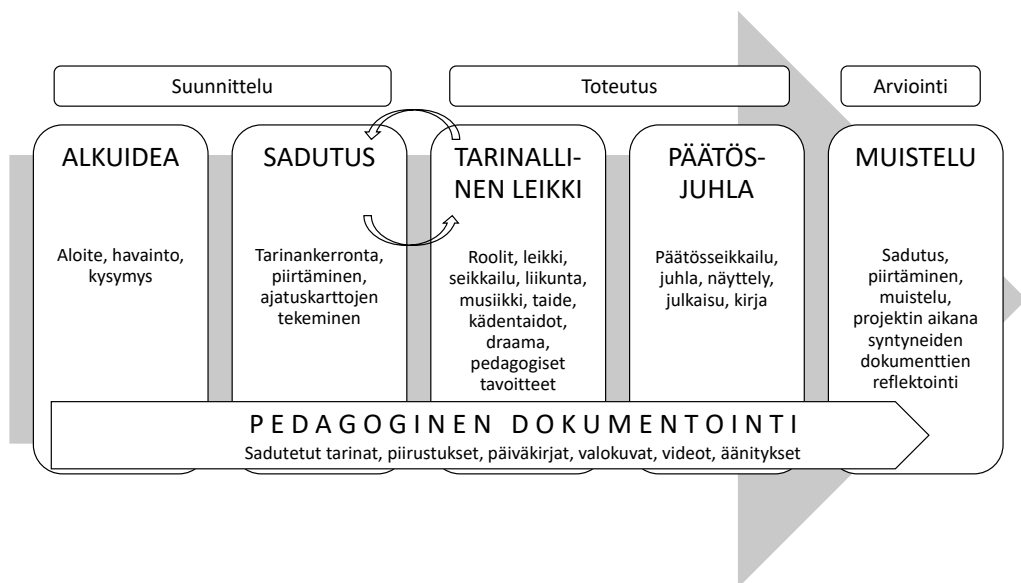 Suunnittelu
Toteutus
Arviointi
ALKUIDEA
Aloite, havainto,
kysymys
SADUTUS
Tarinankerronta,
piirtäminen,
ajatuskarttojen
tekeminen
TARINALLI-
NEN LEIKKI
Roolit, leikki,
seikkailu, liikunta,
musiikki, taide,
kädentaidot,
draama,
pedagogiset
tavoitteet
PÄÄTÖS-
JUHLA
Päätösseikkailu,
juhla, näyttely,
julkaisu, kirja
MUISTELU
Sadutus,
piirtäminen,
muistelu,
projektin aikana
syntyneiden
dokumenttien
reflektointi
PEDAGOGINEN DOKUMENTOINTI
Sadutetut tarinat, piirustukset, päiväkirjat, valokuvat, videot, äänitykset